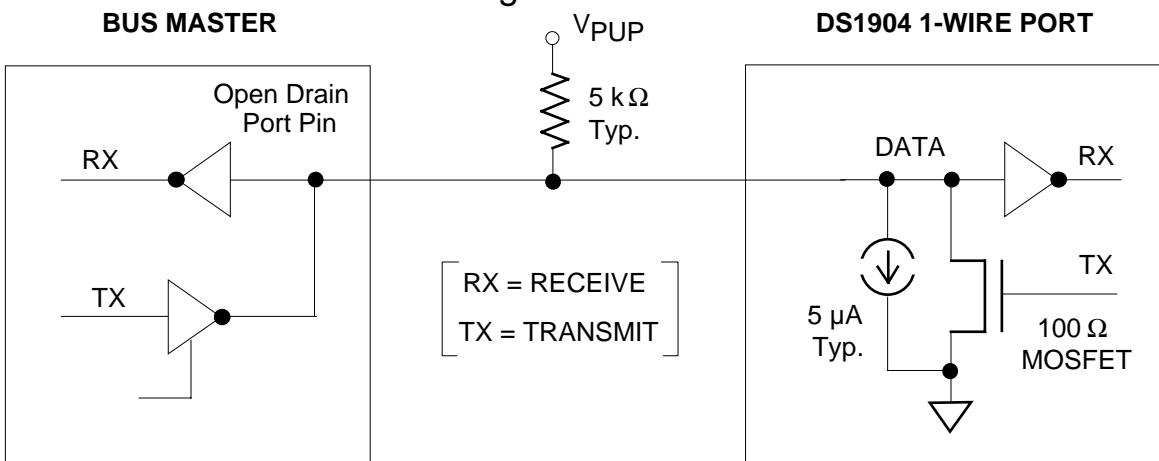 BUS MASTER
VPUP
DS1904 1-WIRE PORT
Open Drain
Port Pin
5 kΩ
Typ.
RX
DATA
RX
TX
RX = RECEIVE
TX = TRANSMIT
5 µA
Typ.
TX
100 Ω
MOSFET